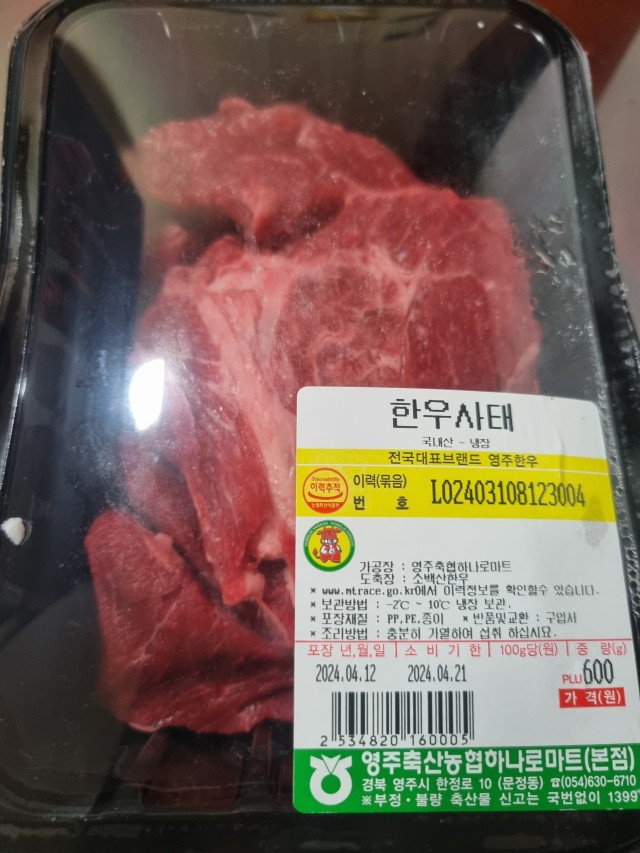 한우사태
국내산 - 냉장
전국대표브랜드 영주한우
Traceability
이력추적
이력(묶음)
번 호 L02403108123004
가공장 : 영주축협하나로마트
도축장 : 소백산한우
* www.mtrace.go.kr에서 이력정보를 확인할수 있습니다.
* 보관방법 : -2℃ ~ 10℃ 냉장 보관.
* 포장재질 : PP,PE,종이 * 반품및교환 : 구입처
* 조리방법 : 충분히 가열하여 섭취 하십시요.
포장 년,월,일 | 소 비 기 한 | 100g당(원) | 중 량(g)
2024.04.12 2024.04.21 PLU 600
가 격(원)
2 534820 160005
영주축산농협하나로마트(본점)
경북 영주시 한정로 10 (문정동) ☎(054)630-6710
※부정·불량 축산물 신고는 국번없이 1399